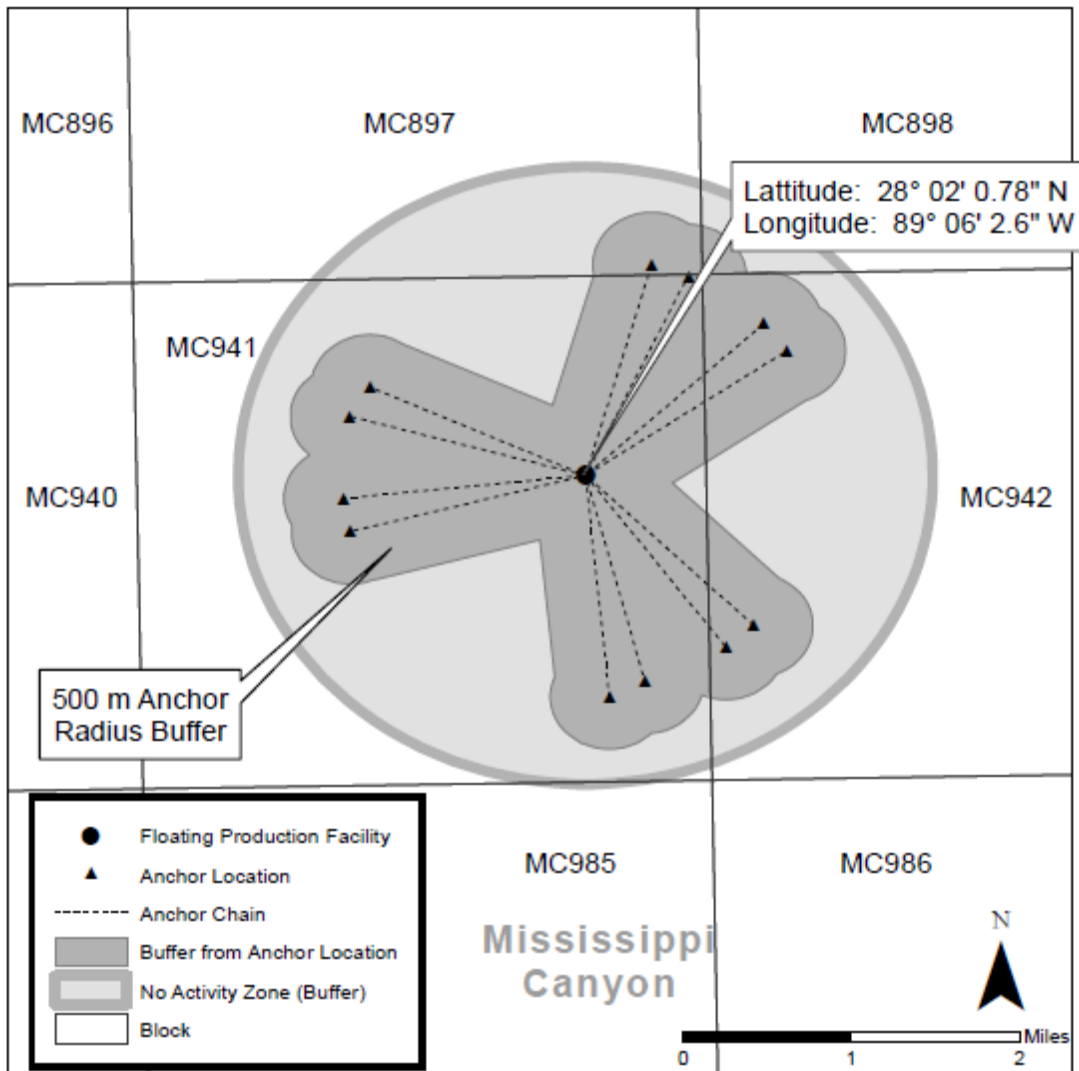 MC896
MC897
MC898
Lattitude: 28° 02' 0.78" N
Longitude: 89° 06' 2.6" W
MC941
MC940
MC942
500 m Anchor
Radius Buffer
Floating Production Facility
Anchor Location
Anchor Chain
Buffer from Anchor Location
No Activity Zone (Buffer)
Block
MC985
MC986
Mississippi
Canyon
N
Miles
0 1 2